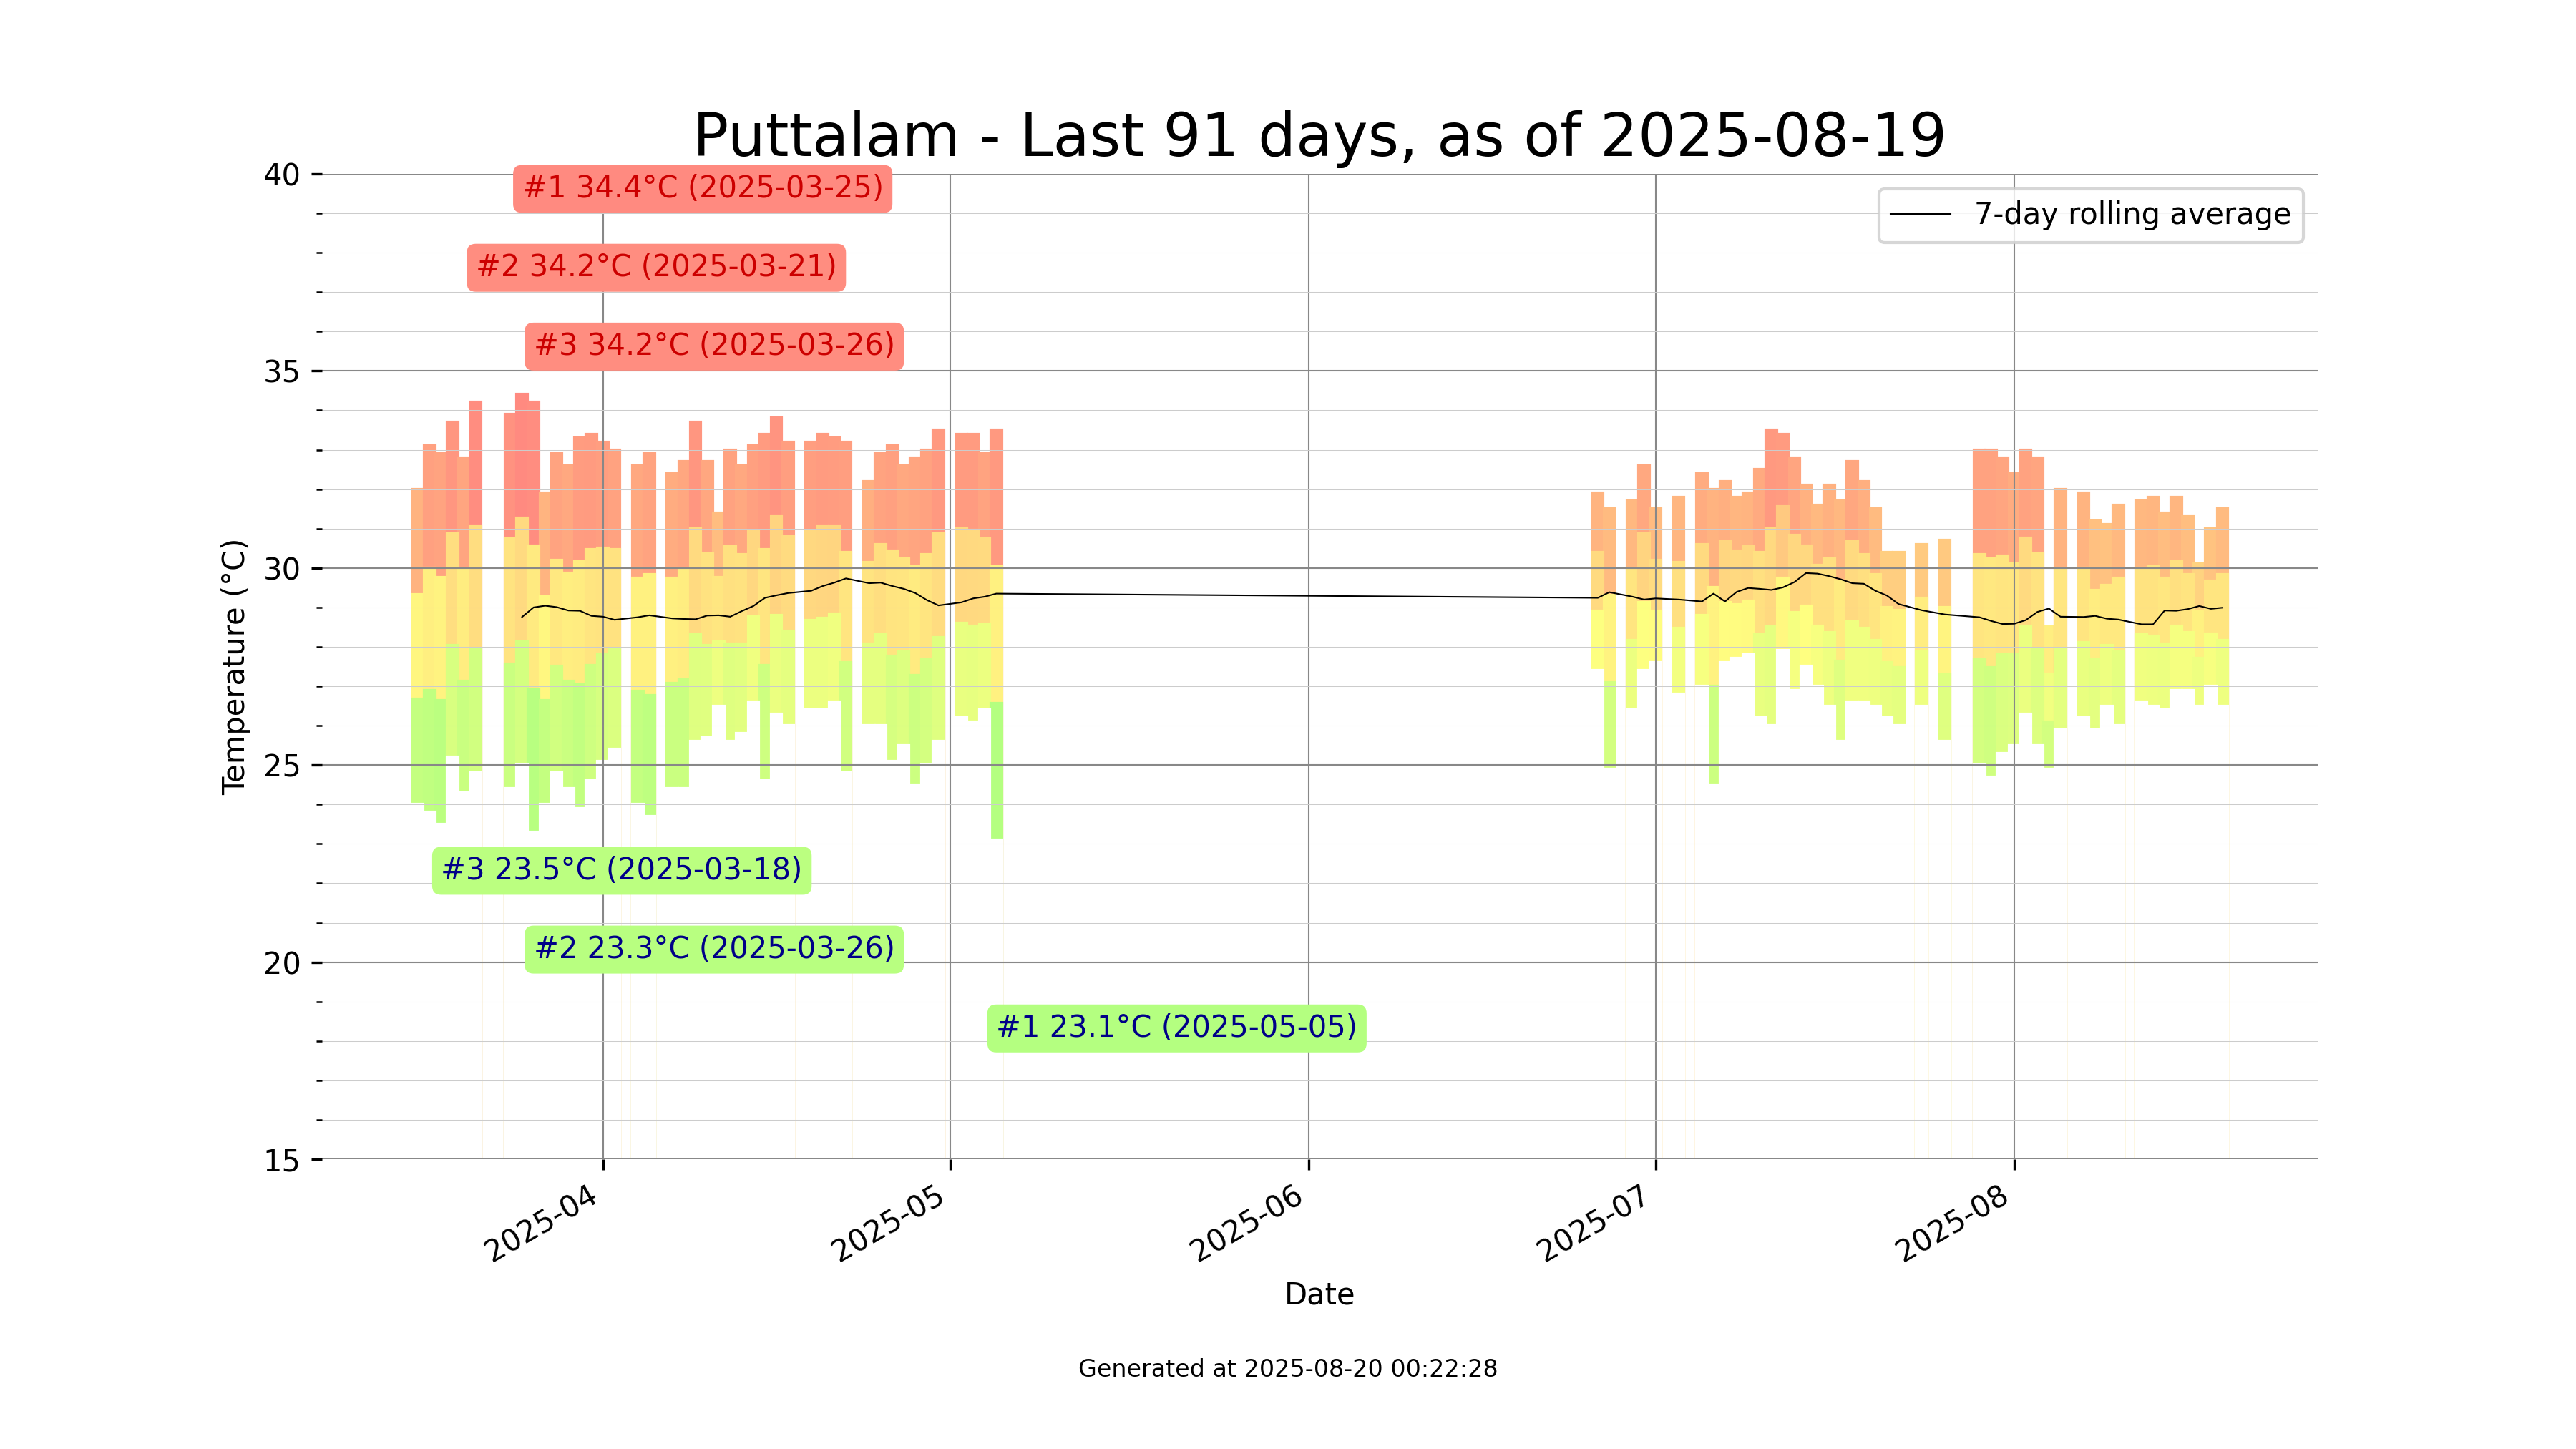 Puttalam - Last 91 days, as of 2025-08-19
40
#1 34.4°C (2025-03-25)
7-day rolling average
#2 34.2°C (2025-03-21)
#3 34.2°C (2025-03-26)
35
30
Temperature (°C)
25
#3 23.5°C (2025-03-18)
#2 23.3°C (2025-03-26)
20
#1 23.1°C (2025-05-05)
15
2025-04
2025-05
2025-06
2025-07
2025-08
Date
Generated at 2025-08-20 00:22:28